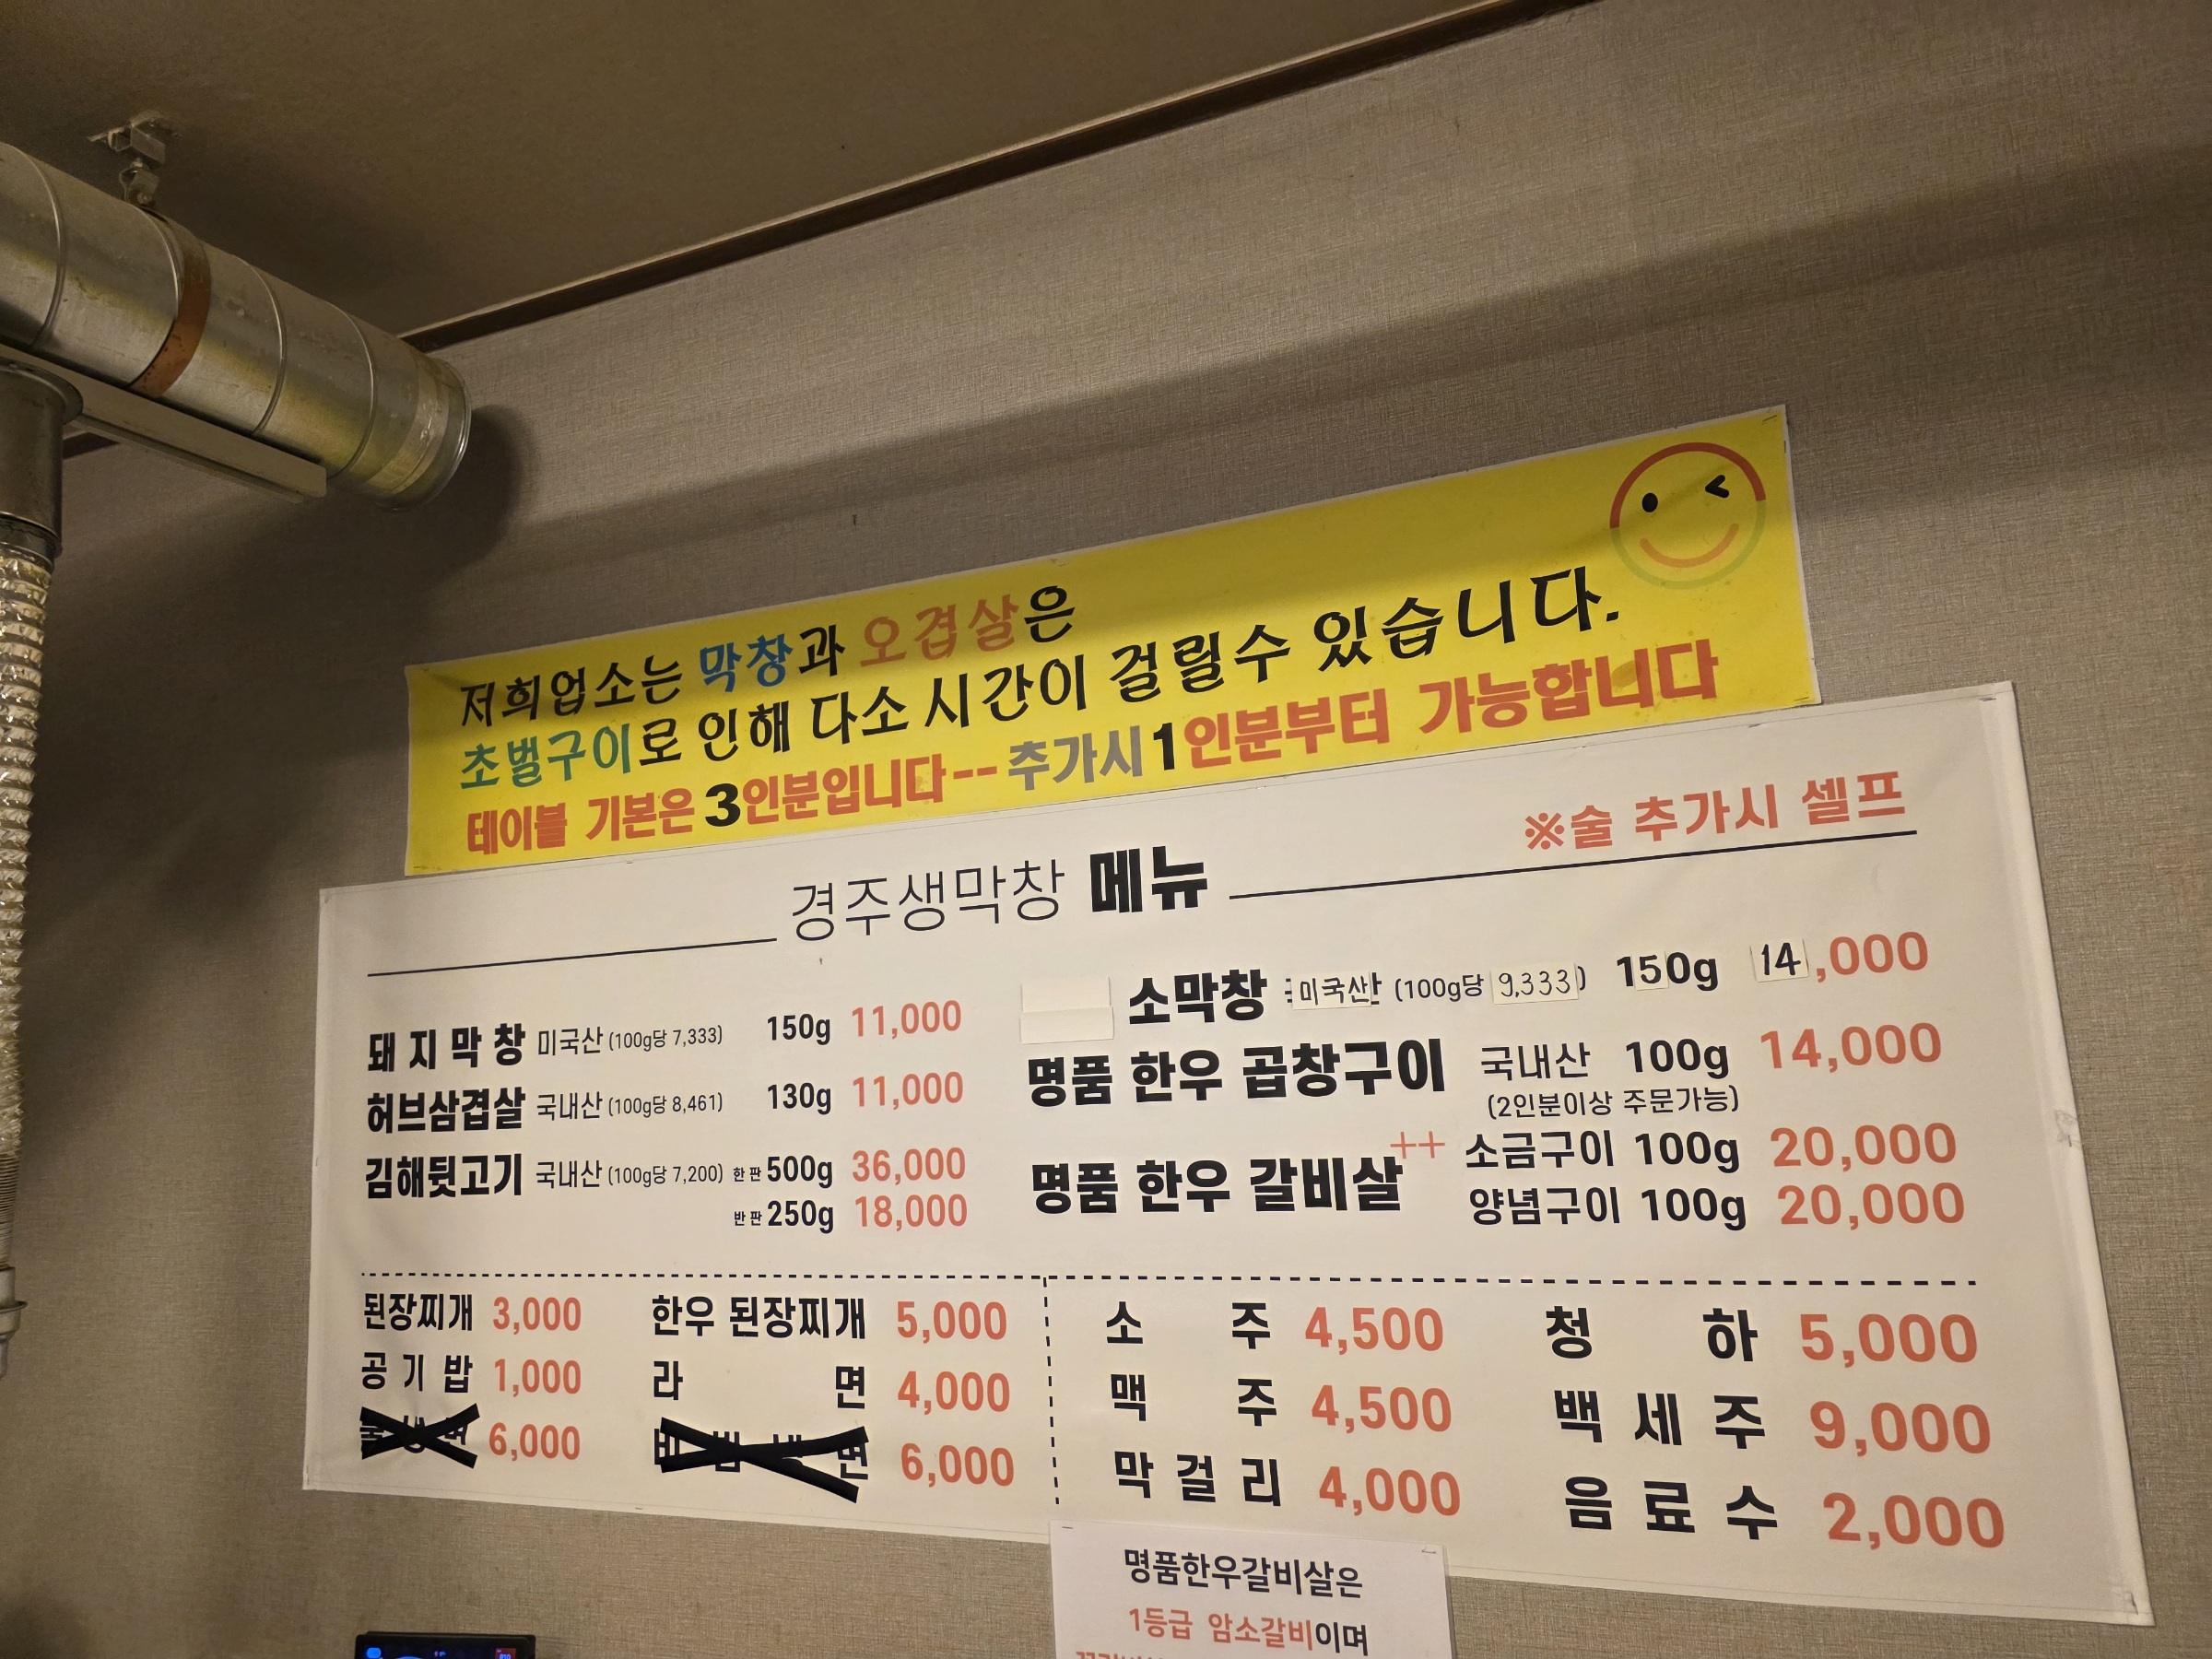 저희업소는 막창과 오겹살은
초벌구이로 인해 다소 시간이 걸릴수 있습니다.
테이블 기본은 3인분입니다-- 추가시 1인분부터 가능합니다
※술 추가시 셀프
경주생막창 메뉴
돼지막창 미국산 (100g당 7,333) 150g 11,000
허브삼겹살 국내산 (100g당 8,461) 130g 11,000
김해뒷고기 국내산 (100g당 7,200) 한판 500g 36,000
반판 250g 18,000
소막창 미국산 (100g당 9,333) 150g 14,000
명품 한우 곱창구이 국내산 100g 14,000
(2인분이상 주문가능)
명품 한우 갈비살++ 소금구이 100g 20,000
양념구이 100g 20,000
된장찌개 3,000
공기밥 1,000
6,000
한우 된장찌개 5,000
라면 4,000
6,000
소주 4,500
맥주 4,500
막걸리 4,000
청하 5,000
백세주 9,000
음료수 2,000
명품한우갈비살은
1등급 암소갈비이며